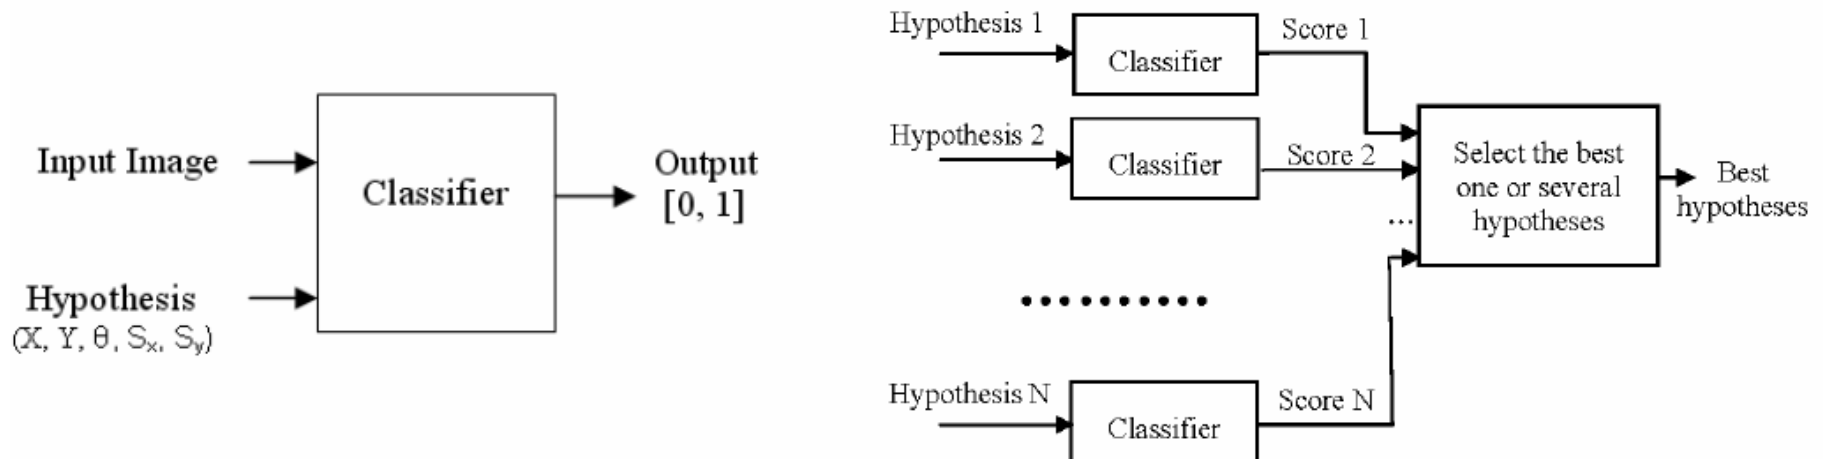 Input Image
Hypothesis
(X, Y, θ, Sx, Sy)
Classifier
Output
[0, 1]
Hypothesis 1
Classifier
Score 1
Hypothesis 2
Classifier
Score 2
...
..........
Hypothesis N
Classifier
Score N
Select the best
one or several
hypotheses
Best
hypotheses